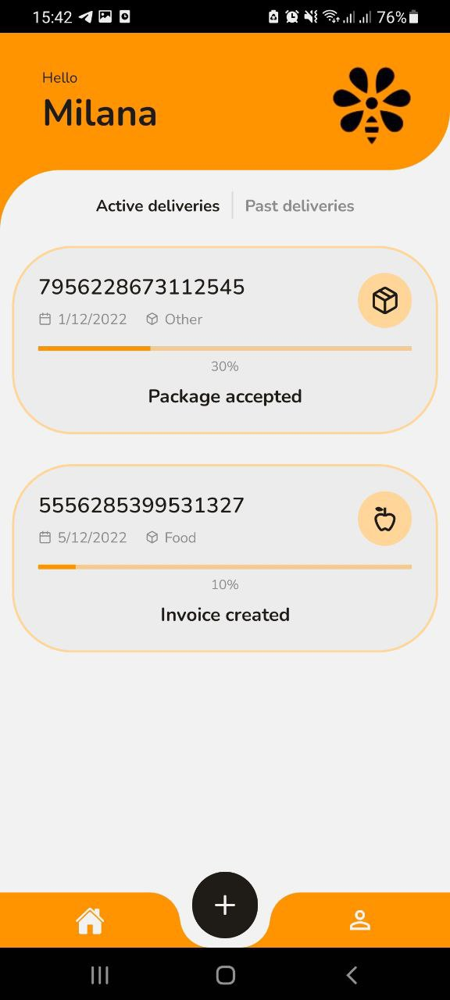 15:42 76%
Hello
Milana
Active deliveries Past deliveries
7956228673112545
1/12/2022 Other
30%
Package accepted
5556285399531327
5/12/2022 Food
10%
Invoice created